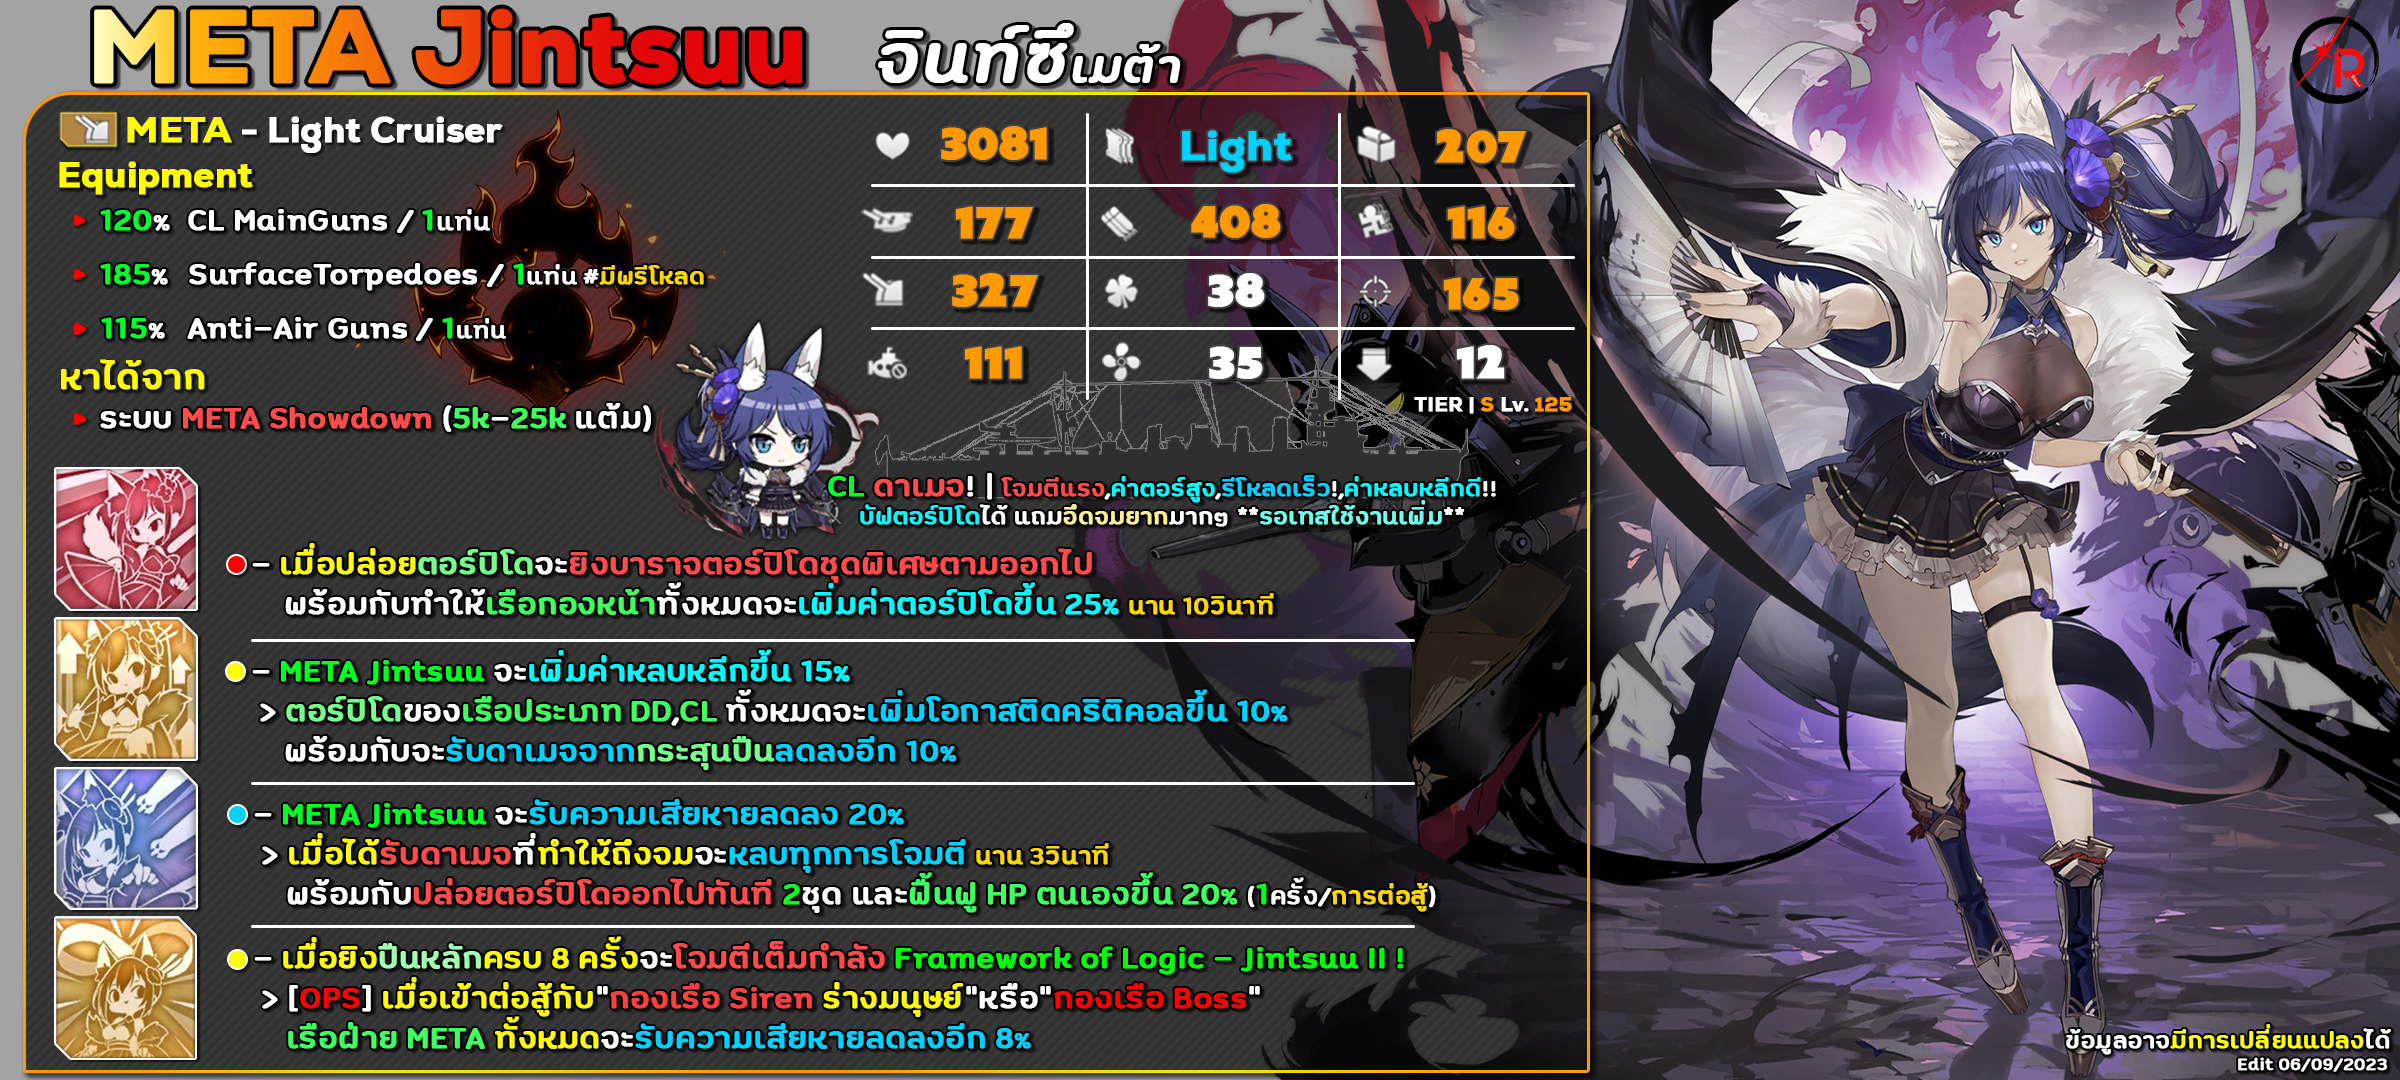 META Jintsuu จินท์ซึเมต้า
META - Light Cruiser
Equipment
120% CL MainGuns / 1แท่น
185% SurfaceTorpedoes / 1แท่น #มีพรีโหลด
115% Anti-Air Guns / 1แท่น
หาได้จาก
ระบบ META Showdown (5k-25k แต้ม)
3081 Light 207
177 408 116
327 38 165
111 35 12
TIER | S Lv. 125
CL ดาเมจ! | โจมตีแรง,ค่าตอร์สูง,รีโหลดเร็ว!,ค่าหลบหลีกดี!!
บัฟตอร์ปิโดได้ แถมอึดจมยากมากๆ **รอเทสใช้งานเพิ่ม**
- เมื่อปล่อยตอร์ปิโดจะยิงบาราจตอร์ปิโดชุดพิเศษตามออกไป
พร้อมกับทำให้เรือกองหน้าทั้งหมดจะเพิ่มค่าตอร์ปิโดขึ้น 25% นาน 10วินาที
- META Jintsuu จะเพิ่มค่าหลบหลีกขึ้น 15%
> ตอร์ปิโดของเรือประเภท DD,CL ทั้งหมดจะเพิ่มโอกาสติดคริติคอลขึ้น 10%
พร้อมกับจะรับดาเมจจากกระสุนปืนลดลงอีก 10%
- META Jintsuu จะรับความเสียหายลดลง 20%
> เมื่อได้รับดาเมจที่ทำให้ถึงจมจะหลบทุกการโจมตี นาน 3วินาที
พร้อมกับปล่อยตอร์ปิโดออกไปทันที 2ชุด และฟื้นฟู HP ตนเองขึ้น 20% (1ครั้ง/การต่อสู้)
- เมื่อยิงปืนหลักครบ 8 ครั้งจะโจมตีเต็มกำลัง Framework of Logic - Jintsuu II !
> [OPS] เมื่อเข้าต่อสู้กับ"กองเรือ Siren ร่างมนุษย์"หรือ"กองเรือ Boss"
เรือฝ่าย META ทั้งหมดจะรับความเสียหายลดลงอีก 8%
R
ข้อมูลอาจมีการเปลี่ยนแปลงได้
Edit 06/09/2023